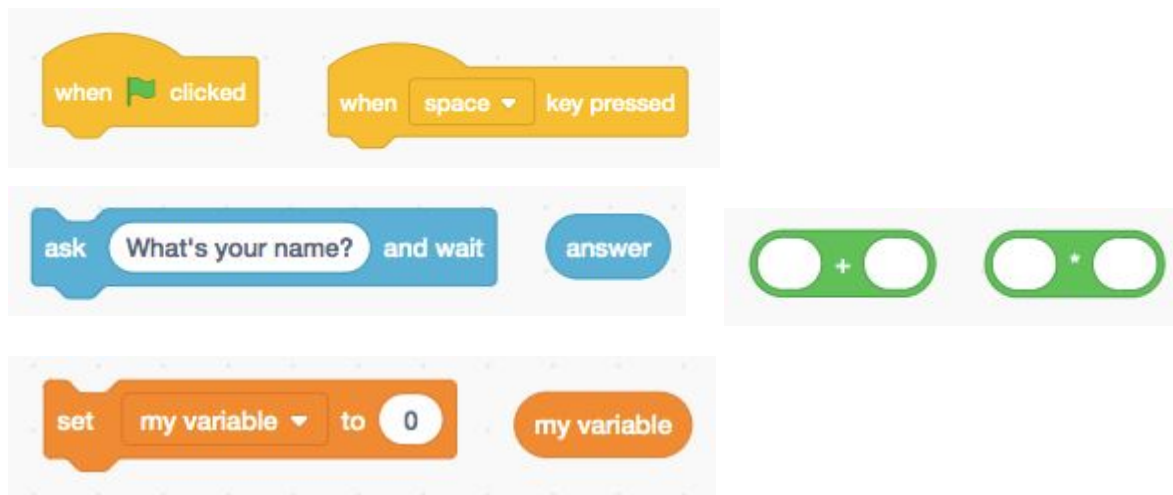 when clicked
when space key pressed
ask What's your name? and wait
answer
+
*
set my variable to 0
my variable